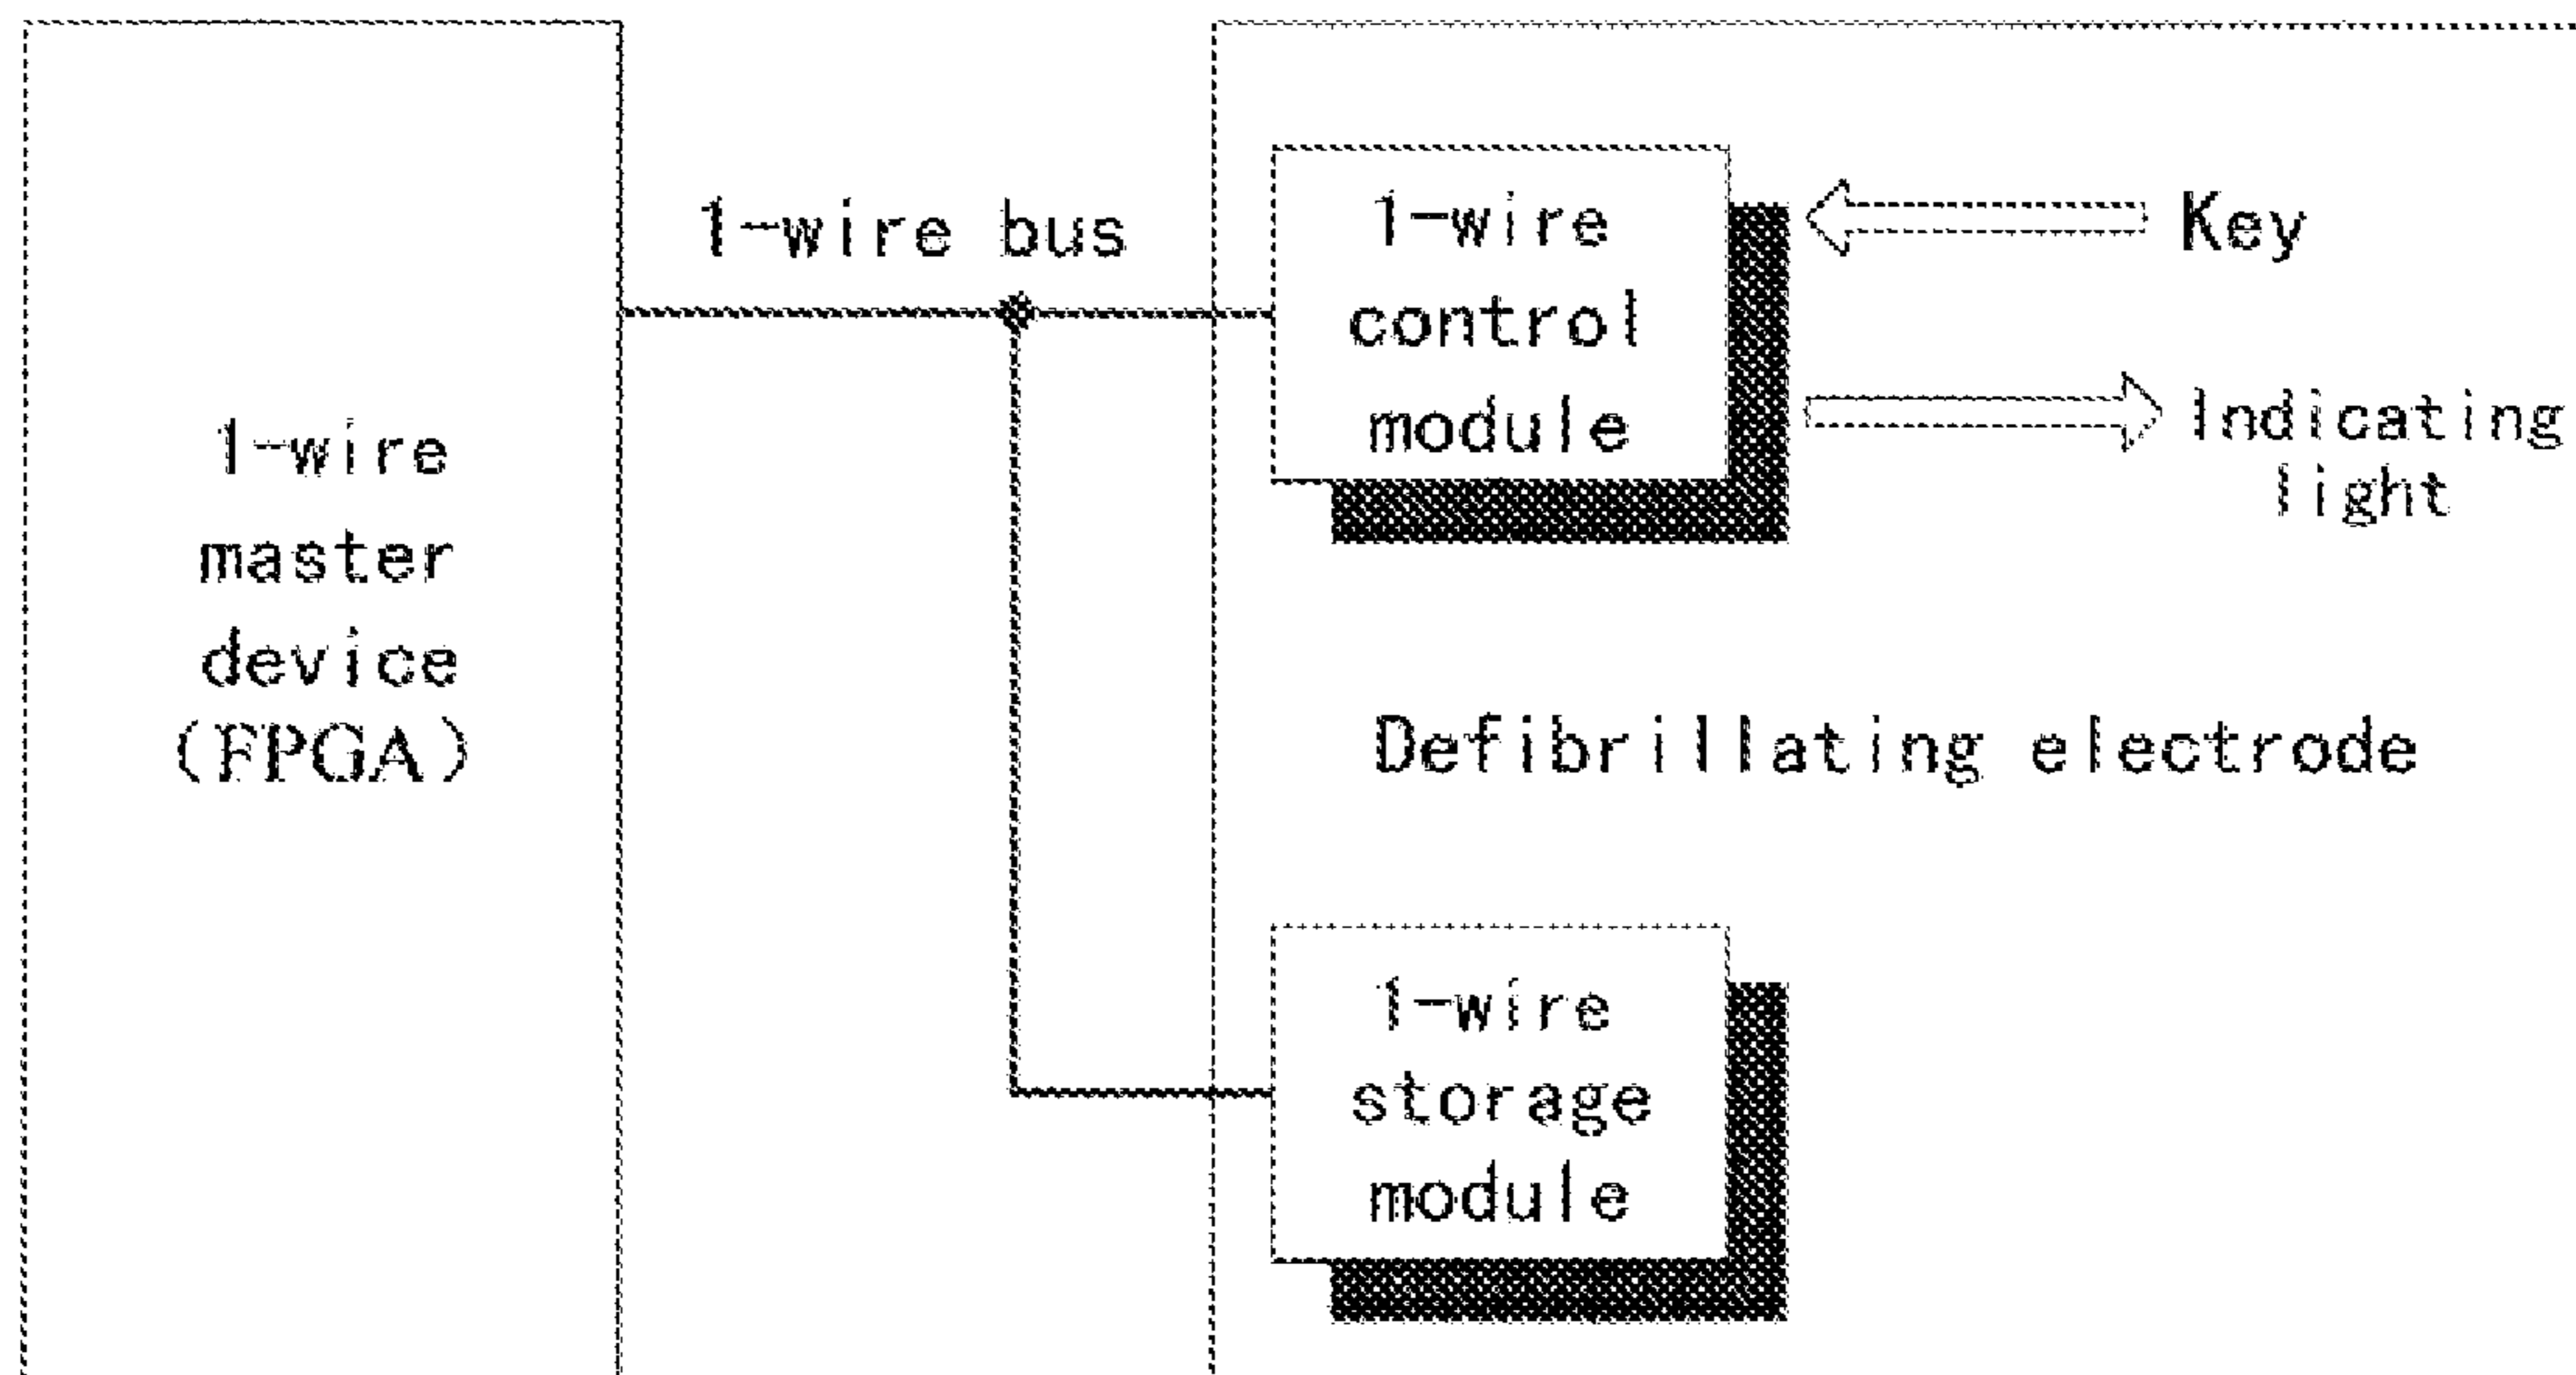 1-wire
master
device
(FPGA)
1-wire bus
1-wire
control
module
Key
Indicating
light
Defibrillating electrode
1-wire
storage
module